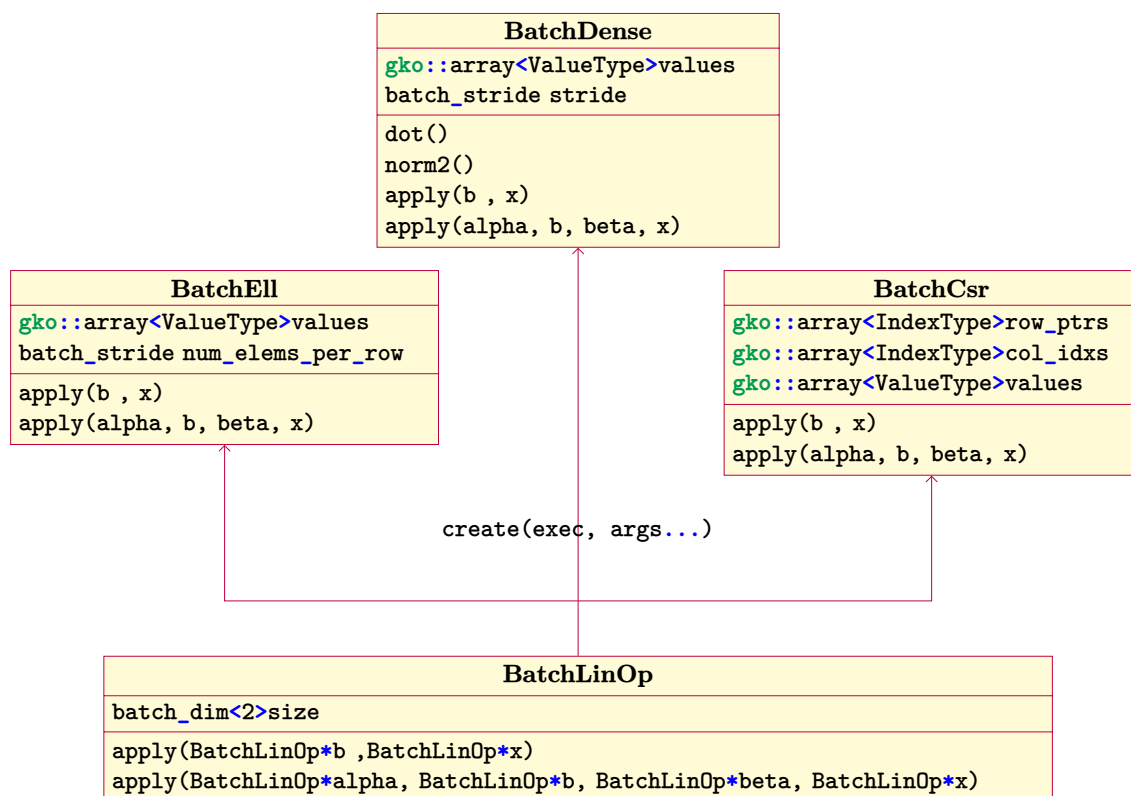 BatchDense
gko::array<ValueType>values
batch_stride stride
dot()
norm2()
apply(b , x)
apply(alpha, b, beta, x)
BatchEll
gko::array<ValueType>values
batch_stride num_elems_per_row
apply(b , x)
apply(alpha, b, beta, x)
BatchCsr
gko::array<IndexType>row_ptrs
gko::array<IndexType>col_idxs
gko::array<ValueType>values
apply(b , x)
apply(alpha, b, beta, x)
create(exec, args...)
BatchLinOp
batch_dim<2>size
apply(BatchLinOp*b ,BatchLinOp*x)
apply(BatchLinOp*alpha, BatchLinOp*b, BatchLinOp*beta, BatchLinOp*x)